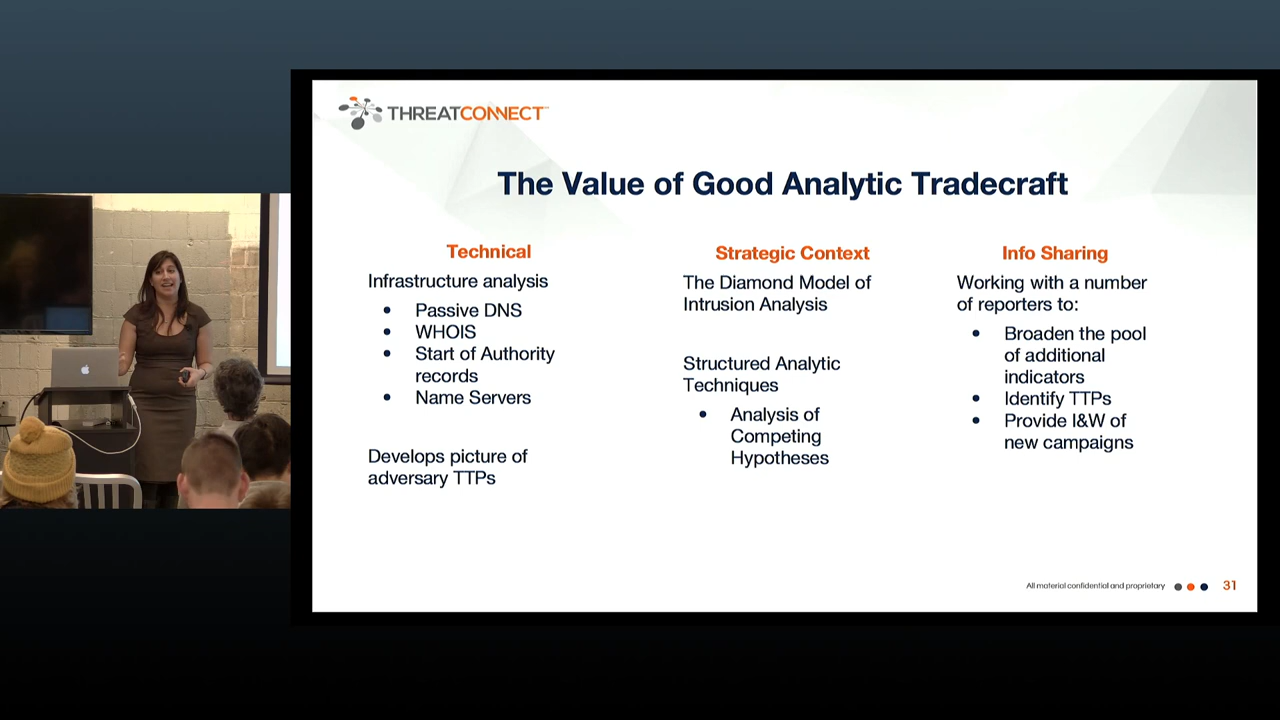 THREATCONNECT™
The Value of Good Analytic Tradecraft
Technical
Infrastructure analysis
• Passive DNS
• WHOIS
• Start of Authority
records
• Name Servers
Develops picture of
adversary TTPs
Strategic Context
The Diamond Model of
Intrusion Analysis
Structured Analytic
Techniques
• Analysis of
Competing
Hypotheses
Info Sharing
Working with a number
of reporters to:
• Broaden the pool
of additional
indicators
• Identify TTPs
• Provide I&W of
new campaigns
All material confidential and proprietary
31